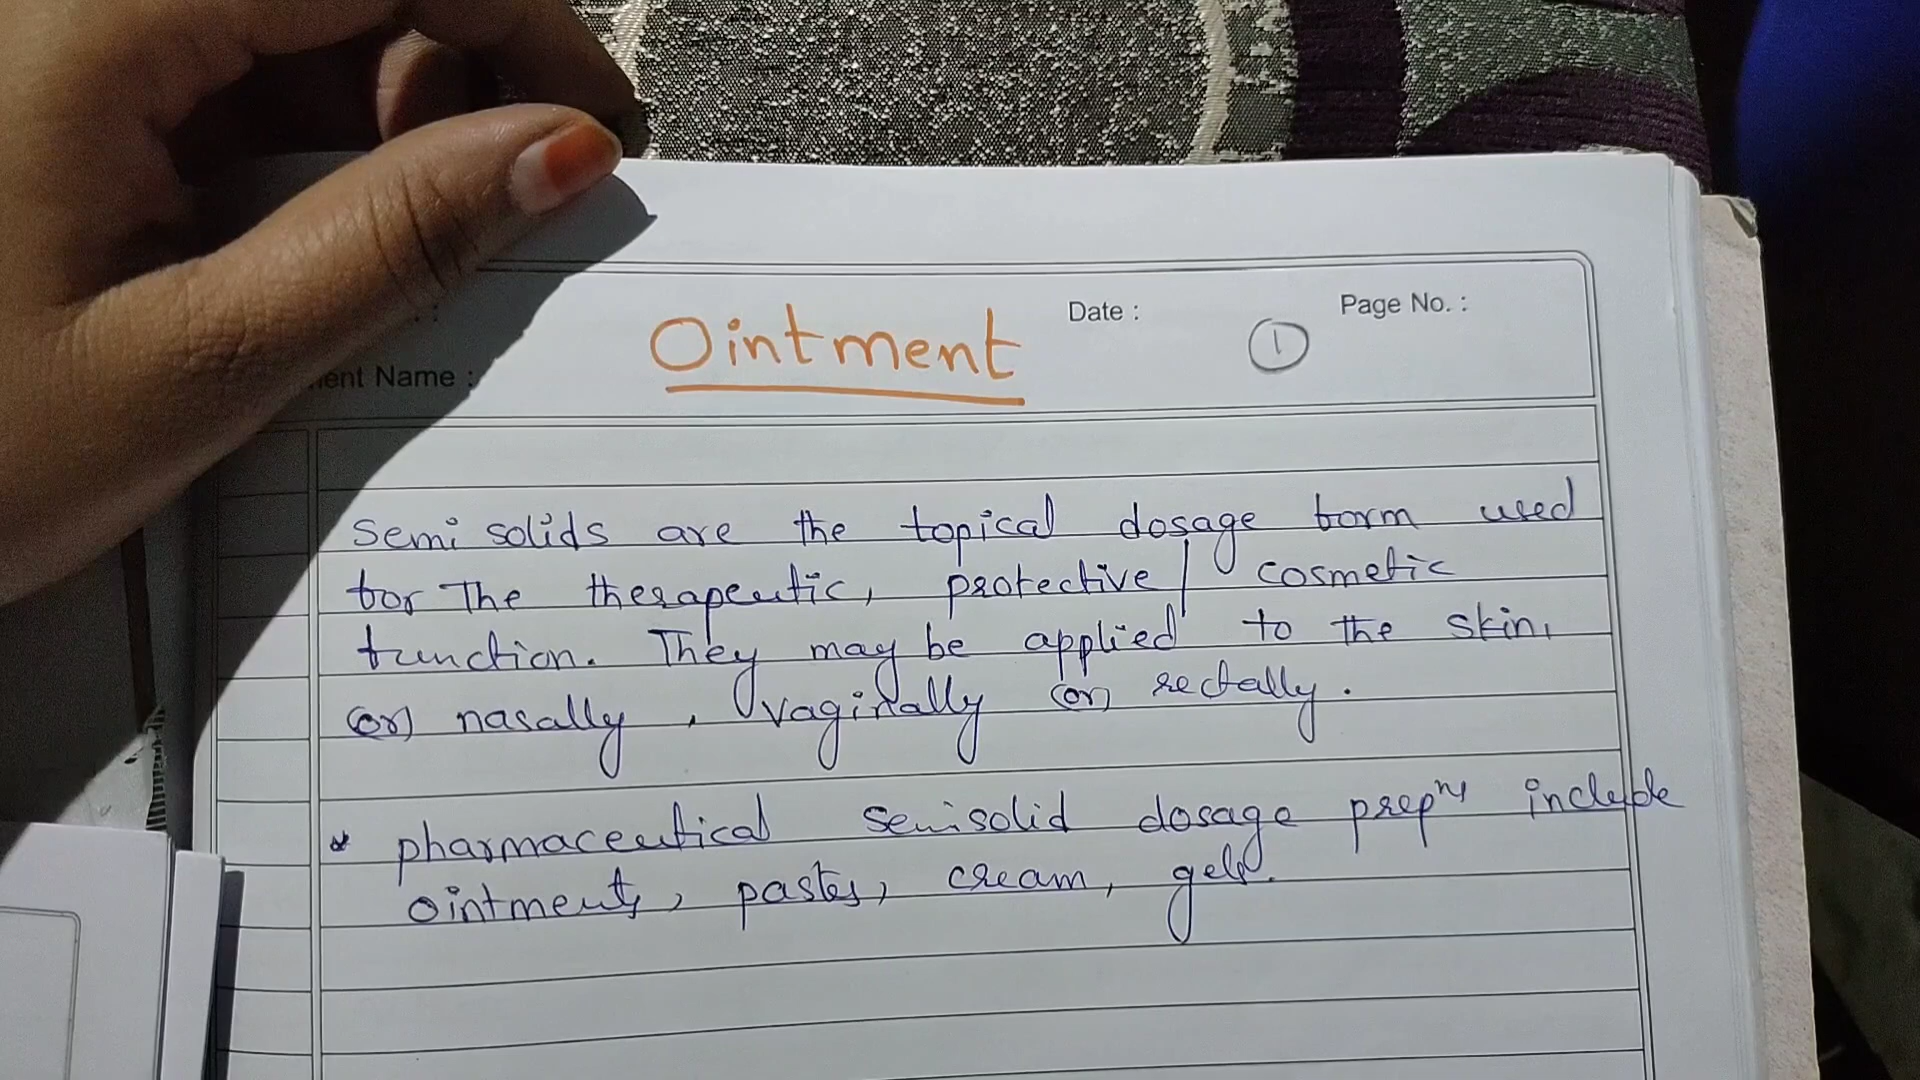 Ointment
Date :
Page No. :
1
ent Name :
semi solids are the topical dosage form used
for The therapeutic, protective / cosmetic
function. They may be applied to the skin,
(or) nasally, vaginally (or) rectally.
* pharmaceutical semisolid dosage prepns include
ointments, pastes, cream, gels.